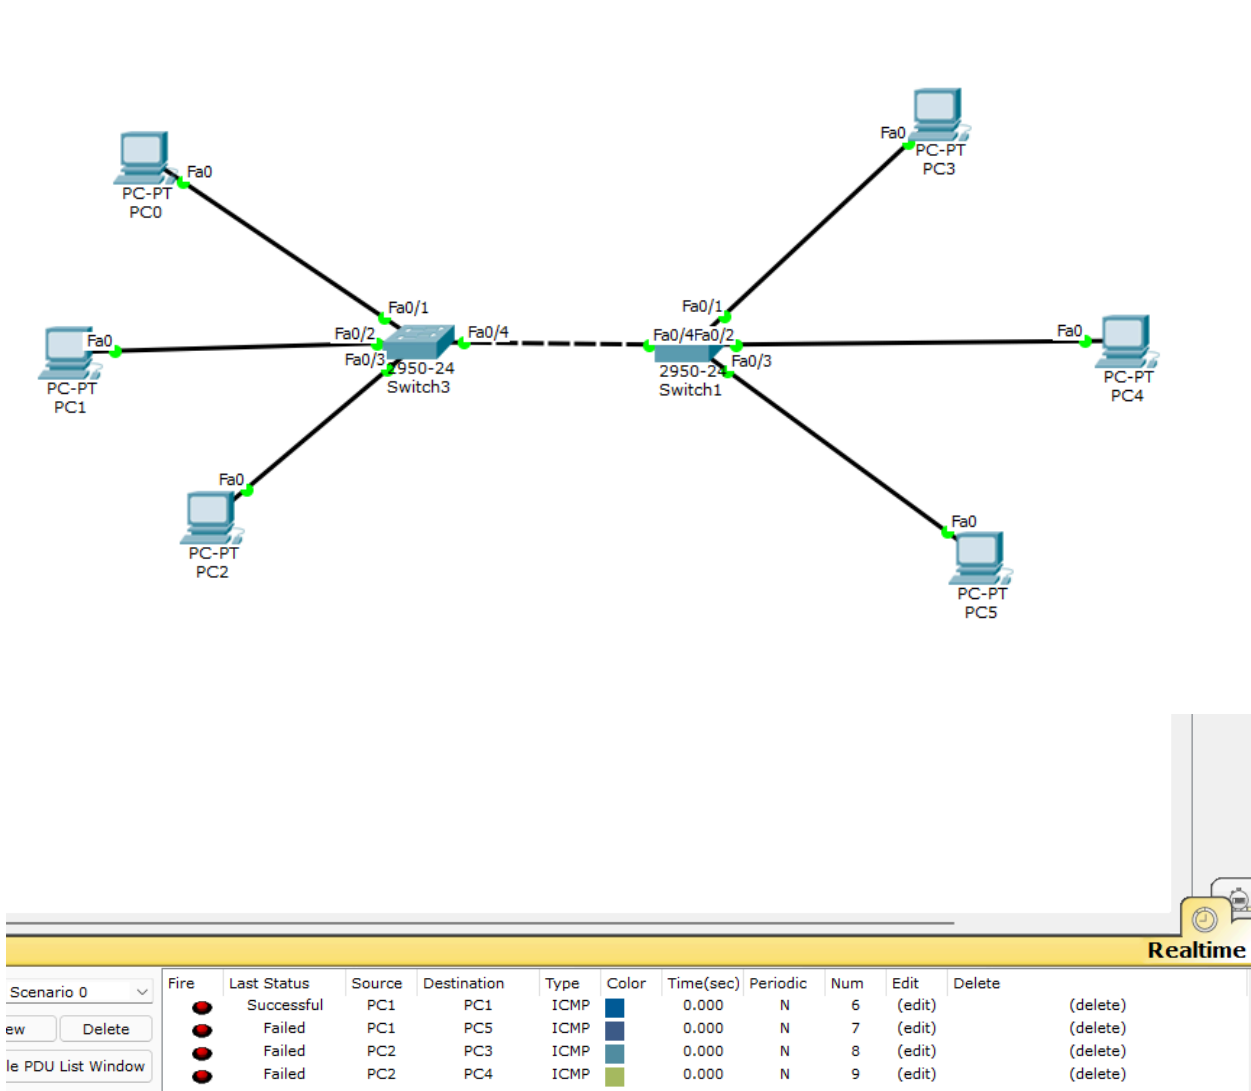 Fa0
PC-PT
PC3
Fa0
PC-PT
PC0
Fa0/1
Fa0/1
Fa0/2
Fa0/4
Fa0/4Fa0/2
Fa0
Fa0
Fa0/3
Fa0/3
2950-24
Switch3
2950-24
Switch1
PC-PT
PC1
PC-PT
PC4
Fa0
PC-PT
PC2
Fa0
PC-PT
PC5
Realtime
Scenario 0
ew Delete
le PDU List Window
Fire Last Status Source Destination Type Color Time(sec) Periodic Num Edit Delete
Successful PC1 PC1 ICMP 0.000 N 6 (edit) (delete)
Failed PC1 PC5 ICMP 0.000 N 7 (edit) (delete)
Failed PC2 PC3 ICMP 0.000 N 8 (edit) (delete)
Failed PC2 PC4 ICMP 0.000 N 9 (edit) (delete)